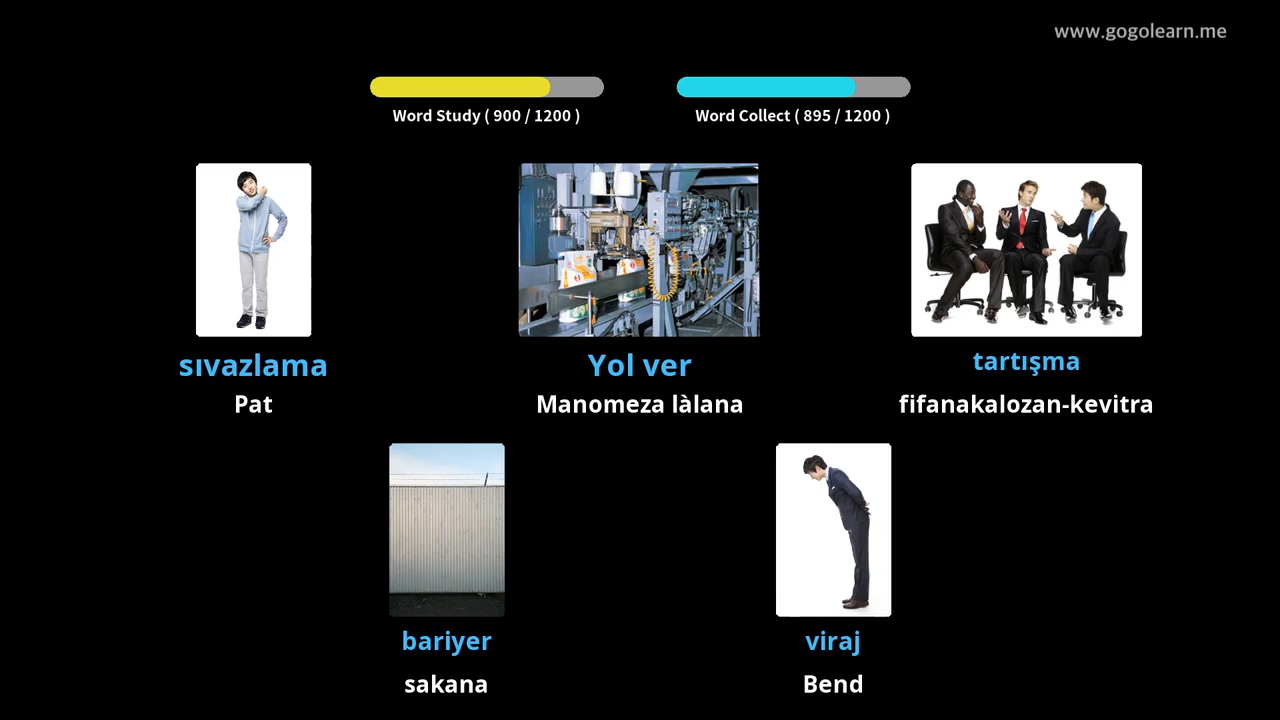 www.gogolearn.me
Word Study ( 900 / 1200 )
Word Collect ( 895 / 1200 )
sıvazlama
Pat
Yol ver
Manomeza làlana
tartışma
fifanakalozan-kevitra
bariyer
sakana
viraj
Bend